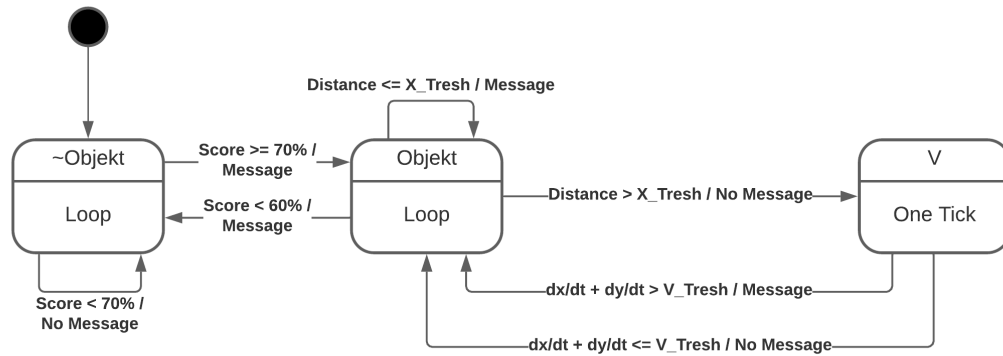 Distance <= X_Tresh / Message
~Objekt
Loop
Score >= 70% /
Message
Score < 60% /
Message
Objekt
Loop
Distance > X_Tresh / No Message
V
One Tick
Score < 70% /
No Message
dx/dt + dy/dt > V_Tresh / Message
dx/dt + dy/dt <= V_Tresh / No Message